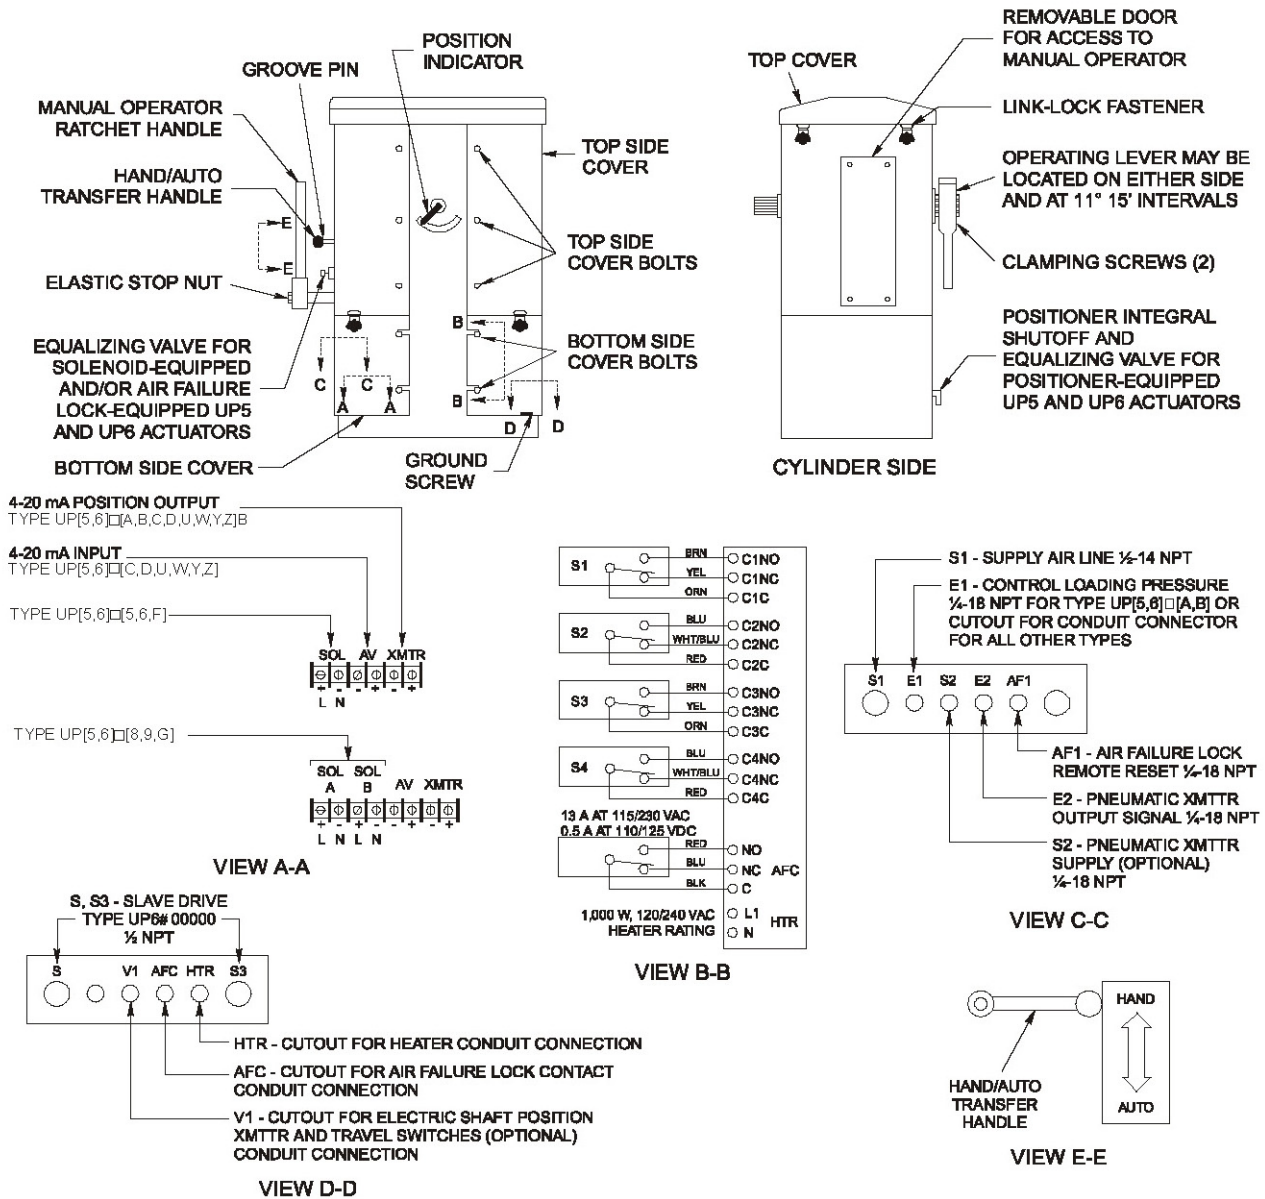 GROOVE PIN
POSITION
INDICATOR
MANUAL OPERATOR
RATCHET HANDLE
HAND/AUTO
TRANSFER HANDLE
E
E
ELASTIC STOP NUT
EQUALIZING VALVE FOR
SOLENOID-EQUIPPED
AND/OR AIR FAILURE
LOCK-EQUIPPED UP5
AND UP6 ACTUATORS
BOTTOM SIDE COVER
TOP SIDE
COVER
TOP SIDE
COVER BOLTS
BOTTOM SIDE
COVER BOLTS
B
B
C
C
A
A
D
D
GROUND
SCREW
TOP COVER
REMOVABLE DOOR
FOR ACCESS TO
MANUAL OPERATOR
LINK-LOCK FASTENER
OPERATING LEVER MAY BE
LOCATED ON EITHER SIDE
AND AT 11° 15' INTERVALS
CLAMPING SCREWS (2)
POSITIONER INTEGRAL
SHUTOFF AND
EQUALIZING VALVE FOR
POSITIONER-EQUIPPED
UP5 AND UP6 ACTUATORS
CYLINDER SIDE
4-20 mA POSITION OUTPUT
TYPE UP[5,6]□[A,B,C,D,U,W,Y,Z]B
4-20 mA INPUT
TYPE UP[5,6]□[C,D,U,W,Y,Z]
TYPE UP[5,6]□[5,6,F]
SOL AV XMTR
+ - - + - +
L N
TYPE UP[5,6]□[8,9,G]
SOL SOL
A B AV XMTR
+ - + - - + - +
L N L N
VIEW A-A
S1
BRN C1NO
YEL C1NC
ORN C1C
S2
BLU C2NO
WHT/BLU C2NC
RED C2C
S3
BRN C3NO
YEL C3NC
ORN C3C
S4
BLU C4NO
WHT/BLU C4NC
RED C4C
13 A AT 115/230 VAC
0.5 A AT 110/125 VDC
RED NO
BLU NC AFC
BLK C
1,000 W, 120/240 VAC L1 HTR
HEATER RATING N
VIEW B-B
S1 - SUPPLY AIR LINE ½-14 NPT
E1 - CONTROL LOADING PRESSURE
¼-18 NPT FOR TYPE UP[5,6]□[A,B] OR
CUTOUT FOR CONDUIT CONNECTOR
FOR ALL OTHER TYPES
S1 E1 S2 E2 AF1
AF1 - AIR FAILURE LOCK
REMOTE RESET ¼-18 NPT
E2 - PNEUMATIC XMTTR
OUTPUT SIGNAL ¼-18 NPT
S2 - PNEUMATIC XMTTR
SUPPLY (OPTIONAL)
¼-18 NPT
VIEW C-C
S, S3 - SLAVE DRIVE
TYPE UP6# 00000
½ NPT
S V1 AFC HTR S3
HTR - CUTOUT FOR HEATER CONDUIT CONNECTION
AFC - CUTOUT FOR AIR FAILURE LOCK CONTACT
CONDUIT CONNECTION
V1 - CUTOUT FOR ELECTRIC SHAFT POSITION
XMTTR AND TRAVEL SWITCHES (OPTIONAL)
CONDUIT CONNECTION
VIEW D-D
HAND
AUTO
HAND/AUTO
TRANSFER
HANDLE
VIEW E-E